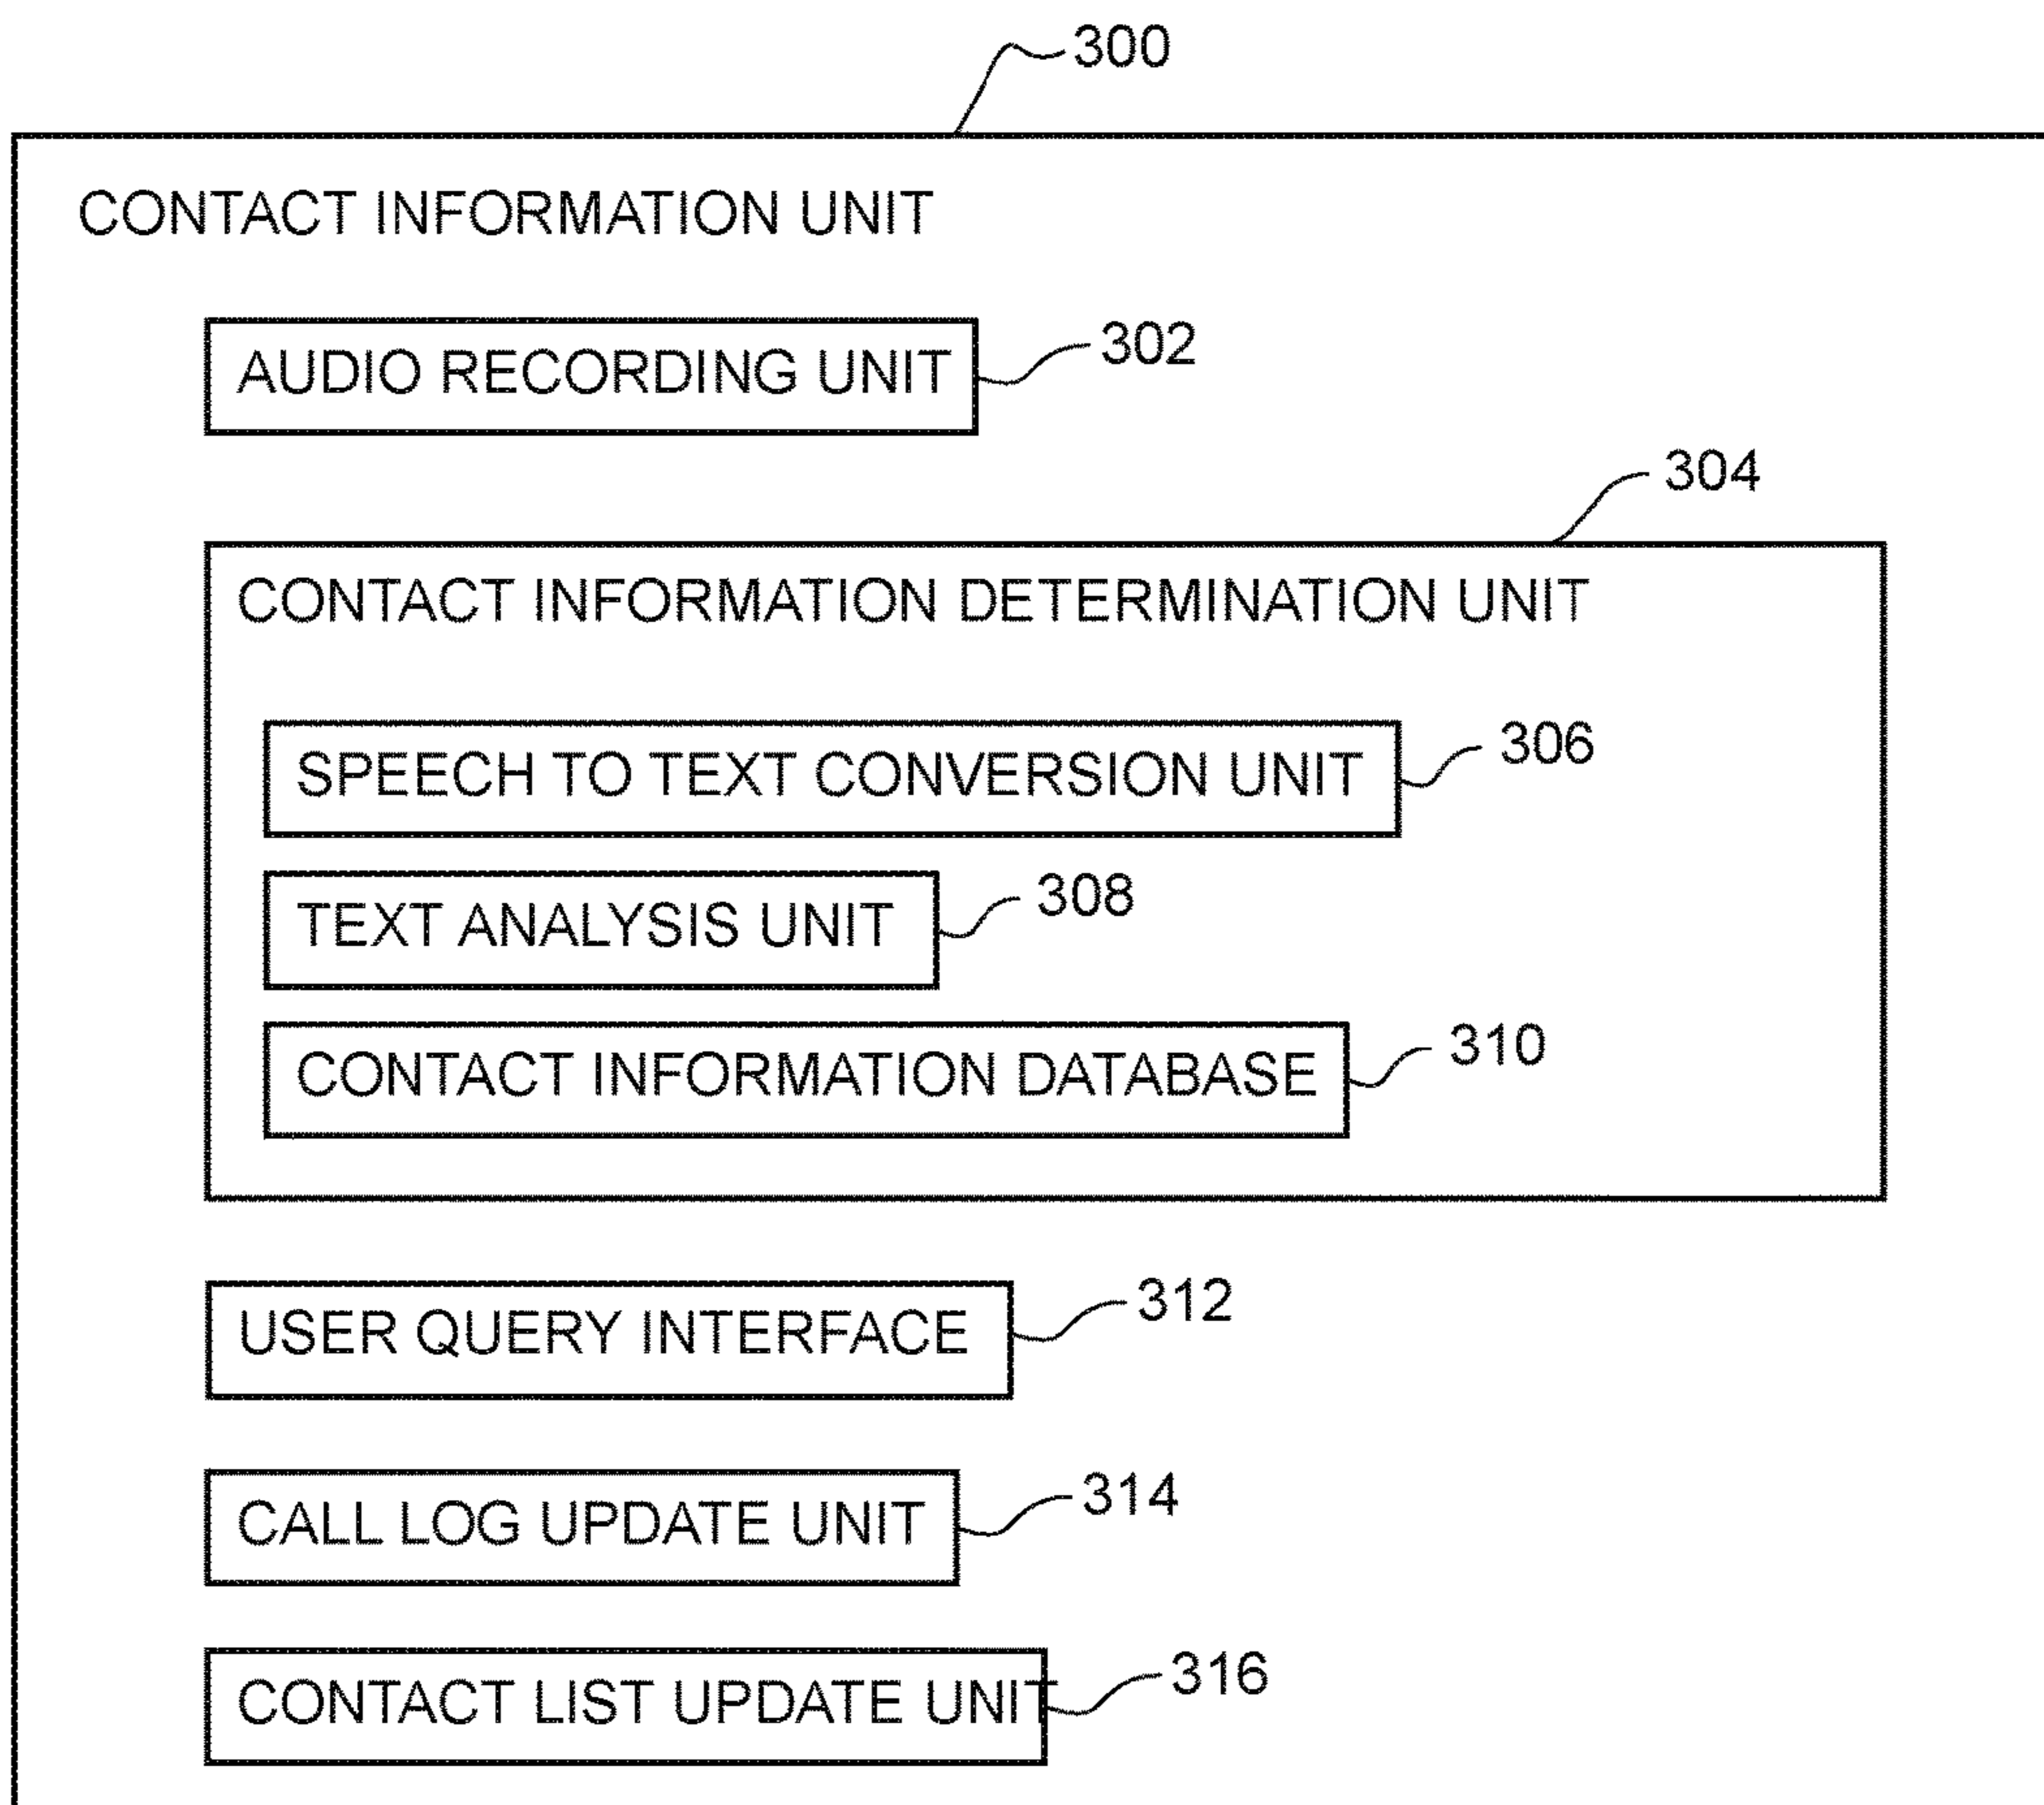 300
CONTACT INFORMATION UNIT
AUDIO RECORDING UNIT
302
304
CONTACT INFORMATION DETERMINATION UNIT
SPEECH TO TEXT CONVERSION UNIT
306
TEXT ANALYSIS UNIT
308
CONTACT INFORMATION DATABASE
310
USER QUERY INTERFACE
312
CALL LOG UPDATE UNIT
314
CONTACT LIST UPDATE UNIT
316